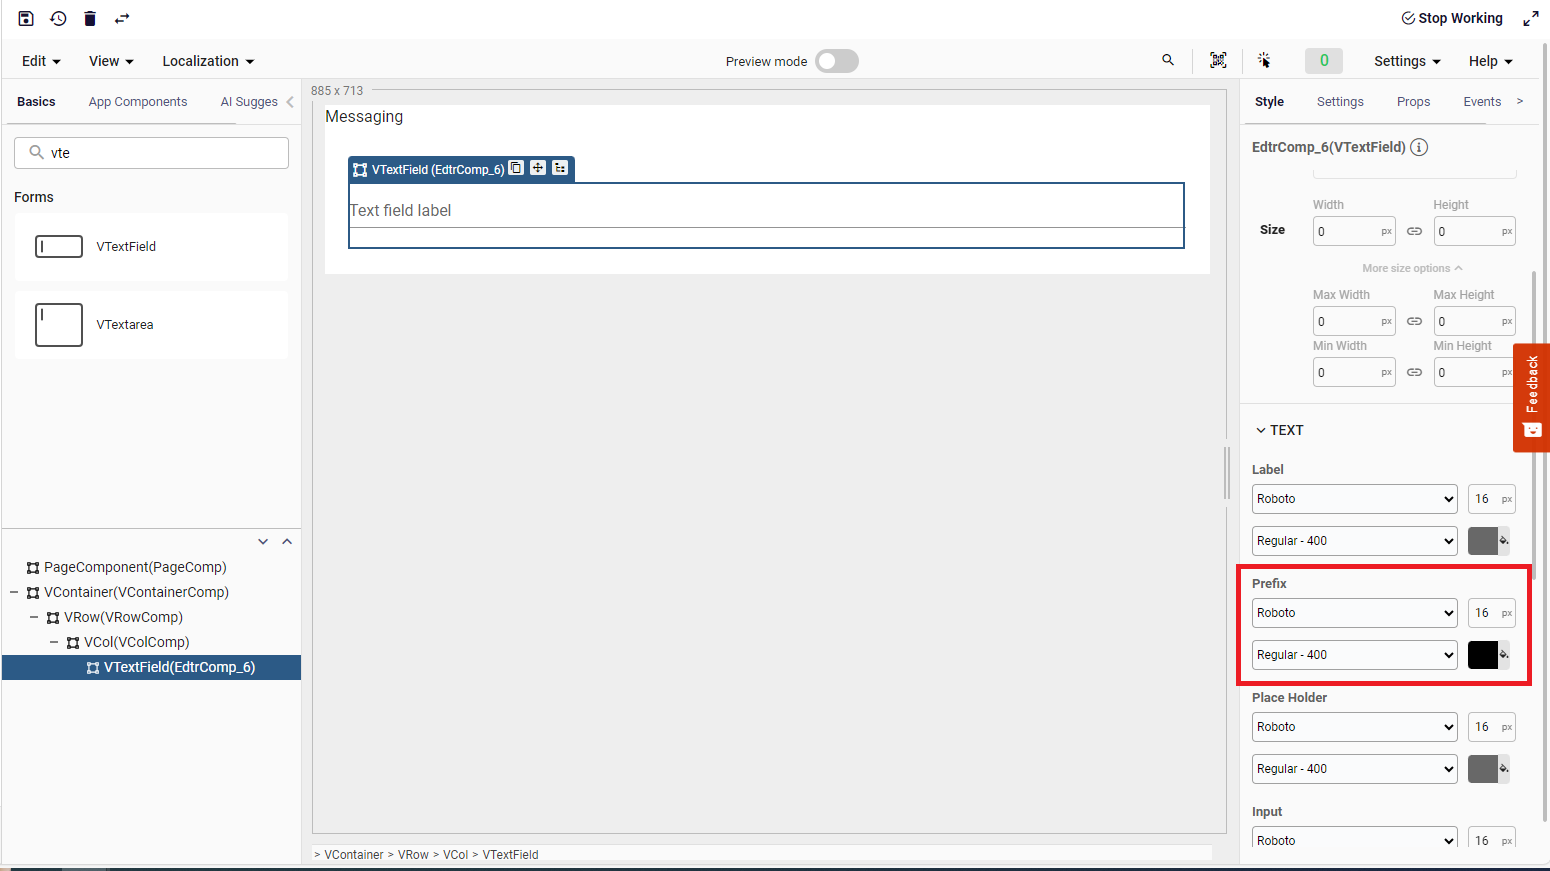 Stop Working
Edit View Localization Preview mode 0 Settings Help
Basics App Components AI Sugges
vte
Forms
VTextField
VTextarea
PageComponent(PageComp)
VContainer(VContainerComp)
VRow(VRowComp)
VCol(VColComp)
VTextField(EdtrComp_6)
885 x 713
Messaging
VTextField (EdtrComp_6)
Text field label
> VContainer > VRow > VCol > VTextField
Style Settings Props Events >
EdtrComp_6(VTextField)
Width Height
Size 0 px 0 px
More size options
Max Width Max Height
0 px 0 px
Min Width Min Height
0 px 0 px
Feedback
TEXT
Label
Roboto 16 px
Regular - 400
Prefix
Roboto 16 px
Regular - 400
Place Holder
Roboto 16 px
Regular - 400
Input
Roboto 16 px